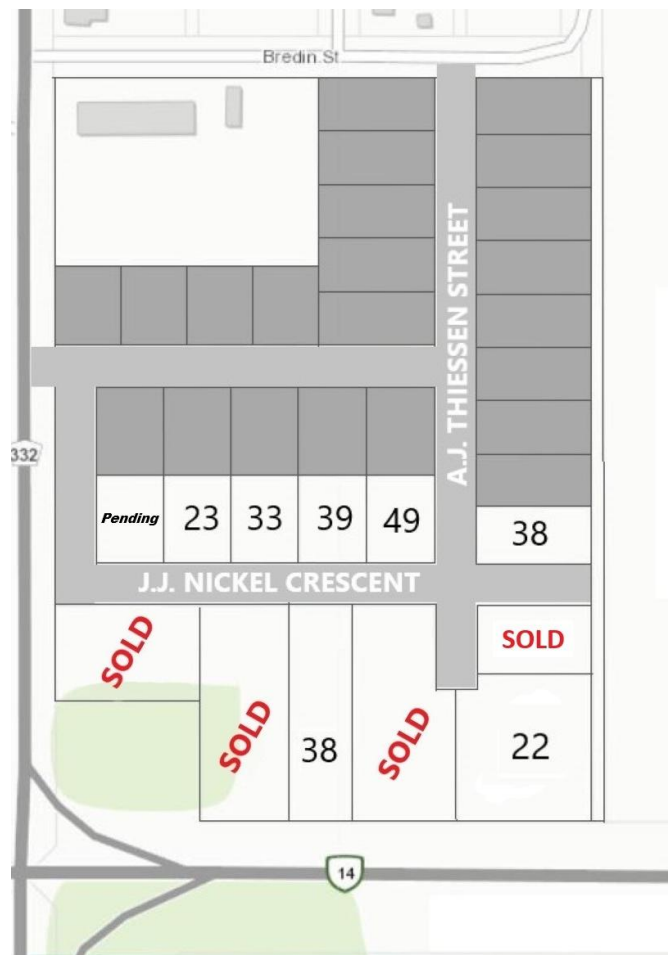 Bredin St
A.J. THIESSEN STREET
332
Pending
23
33
39
49
38
J.J. NICKEL CRESCENT
SOLD
SOLD
SOLD
38
SOLD
22
14